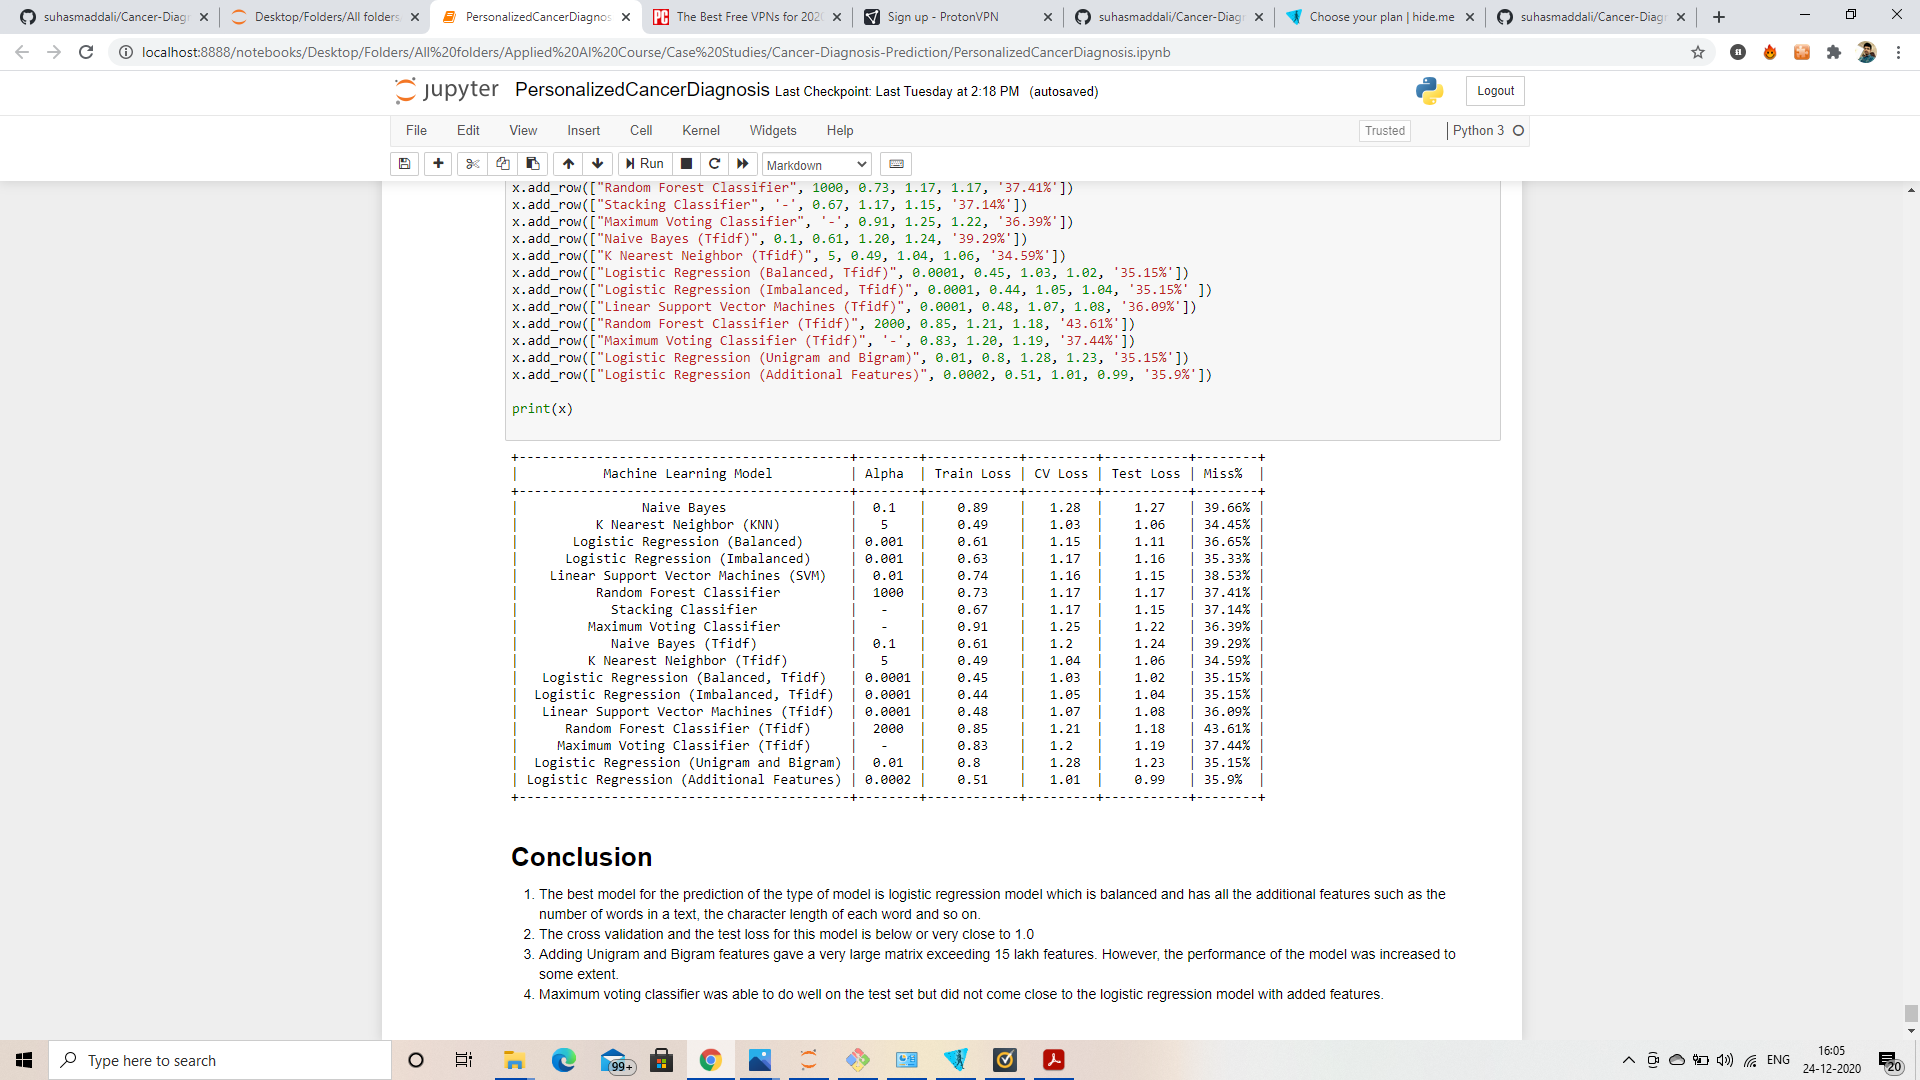 suhasmaddali/Cancer-Diagn
Desktop/Folders/All folders
PersonalizedCancerDiagnos
The Best Free VPNs for 202
Sign up - ProtonVPN
suhasmaddali/Cancer-Diag
Choose your plan | hide.me
suhasmaddali/Cancer-Diag
localhost:8888/notebooks/Desktop/Folders/All%20folders/Applied%20AI%20Course/Case%20Studies/Cancer-Diagnosis-Prediction/PersonalizedCancerDiagnosis.ipynb
jupyter PersonalizedCancerDiagnosis Last Checkpoint: Last Tuesday at 2:18 PM (autosaved) Logout
File Edit View Insert Cell Kernel Widgets Help Trusted Python 3
Run Markdown
x.add_row(["Random Forest Classifier", 1000, 0.73, 1.17, 1.17, '37.41%'])
x.add_row(["Stacking Classifier", '-', 0.67, 1.17, 1.15, '37.14%'])
x.add_row(["Maximum Voting Classifier", '-', 0.91, 1.25, 1.22, '36.39%'])
x.add_row(["Naive Bayes (Tfidf)", 0.1, 0.61, 1.20, 1.24, '39.29%'])
x.add_row(["K Nearest Neighbor (Tfidf)", 5, 0.49, 1.04, 1.06, '34.59%'])
x.add_row(["Logistic Regression (Balanced, Tfidf)", 0.0001, 0.45, 1.03, 1.02, '35.15%'])
x.add_row(["Logistic Regression (Imbalanced, Tfidf)", 0.0001, 0.44, 1.05, 1.04, '35.15%' ])
x.add_row(["Linear Support Vector Machines (Tfidf)", 0.0001, 0.48, 1.07, 1.08, '36.09%'])
x.add_row(["Random Forest Classifier (Tfidf)", 2000, 0.85, 1.21, 1.18, '43.61%'])
x.add_row(["Maximum Voting Classifier (Tfidf)", '-', 0.83, 1.20, 1.19, '37.44%'])
x.add_row(["Logistic Regression (Unigram and Bigram)", 0.01, 0.8, 1.28, 1.23, '35.15%'])
x.add_row(["Logistic Regression (Additional Features)", 0.0002, 0.51, 1.01, 0.99, '35.9%'])
print(x)
| Machine Learning Model | Alpha | Train Loss | CV Loss | Test Loss | Miss% |
| Naive Bayes | 0.1 | 0.89 | 1.28 | 1.27 | 39.66% |
| K Nearest Neighbor (KNN) | 5 | 0.49 | 1.03 | 1.06 | 34.45% |
| Logistic Regression (Balanced) | 0.001 | 0.61 | 1.15 | 1.11 | 36.65% |
| Logistic Regression (Imbalanced) | 0.001 | 0.63 | 1.17 | 1.16 | 35.33% |
| Linear Support Vector Machines (SVM) | 0.01 | 0.74 | 1.16 | 1.15 | 38.53% |
| Random Forest Classifier | 1000 | 0.73 | 1.17 | 1.17 | 37.41% |
| Stacking Classifier | - | 0.67 | 1.17 | 1.15 | 37.14% |
| Maximum Voting Classifier | - | 0.91 | 1.25 | 1.22 | 36.39% |
| Naive Bayes (Tfidf) | 0.1 | 0.61 | 1.2 | 1.24 | 39.29% |
| K Nearest Neighbor (Tfidf) | 5 | 0.49 | 1.04 | 1.06 | 34.59% |
| Logistic Regression (Balanced, Tfidf) | 0.0001 | 0.45 | 1.03 | 1.02 | 35.15% |
| Logistic Regression (Imbalanced, Tfidf) | 0.0001 | 0.44 | 1.05 | 1.04 | 35.15% |
| Linear Support Vector Machines (Tfidf) | 0.0001 | 0.48 | 1.07 | 1.08 | 36.09% |
| Random Forest Classifier (Tfidf) | 2000 | 0.85 | 1.21 | 1.18 | 43.61% |
| Maximum Voting Classifier (Tfidf) | - | 0.83 | 1.2 | 1.19 | 37.44% |
| Logistic Regression (Unigram and Bigram) | 0.01 | 0.8 | 1.28 | 1.23 | 35.15% |
| Logistic Regression (Additional Features) | 0.0002 | 0.51 | 1.01 | 0.99 | 35.9% |
Conclusion
1. The best model for the prediction of the type of model is logistic regression model which is balanced and has all the additional features such as the
number of words in a text, the character length of each word and so on.
2. The cross validation and the test loss for this model is below or very close to 1.0
3. Adding Unigram and Bigram features gave a very large matrix exceeding 15 lakh features. However, the performance of the model was increased to
some extent.
4. Maximum voting classifier was able to do well on the test set but did not come close to the logistic regression model with added features.
Type here to search
99+
ENG
16:05
24-12-2020
20